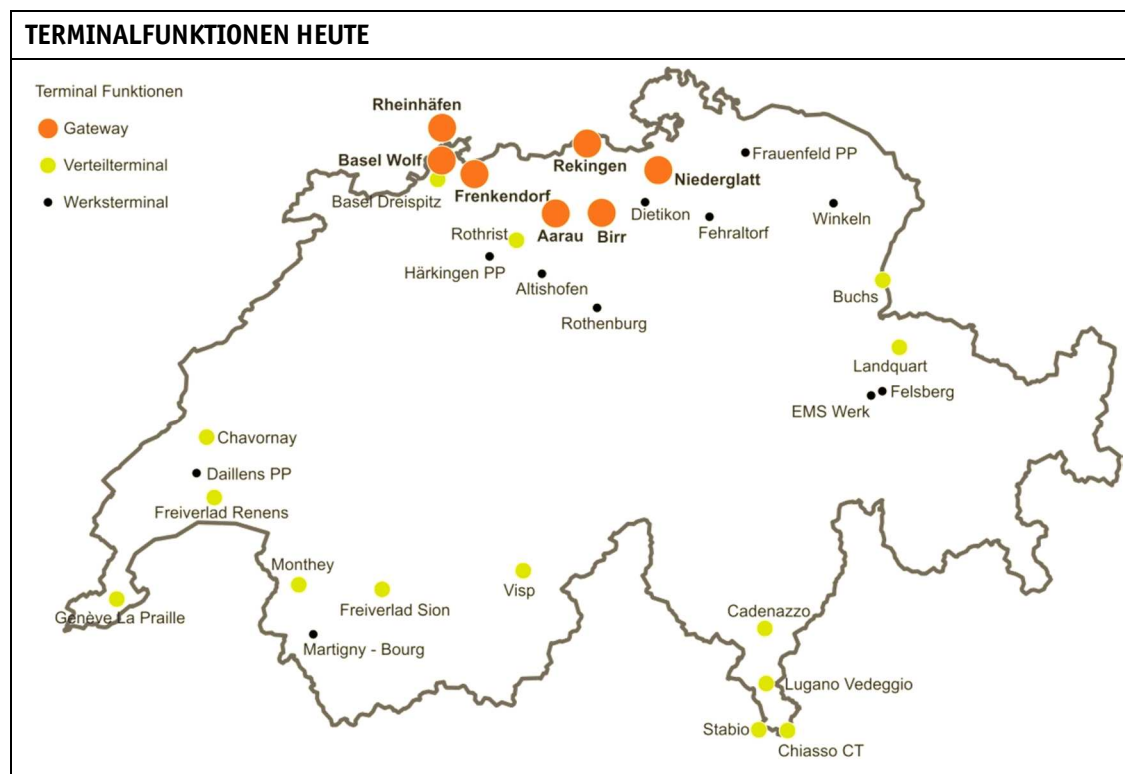 TERMINALFUNKTIONEN HEUTE
Terminal Funktionen
Gateway
Verteilterminal
Werksterminal
Rheinhäfen
Basel Wolf
Basel Dreispitz
Frenkendorf
Rekingen
Niederglatt
Frauenfeld PP
Aarau
Birr
Dietikon
Fehraltorf
Winkeln
Rothrist
Härkingen PP
Altishofen
Rothenburg
Buchs
Landquart
Felsberg
EMS Werk
Chavornay
Daillens PP
Freiverlad Renens
Monthey
Genève La Praille
Freiverlad Sion
Visp
Martigny - Bourg
Cadenazzo
Lugano Vedeggio
Stabio
Chiasso CT